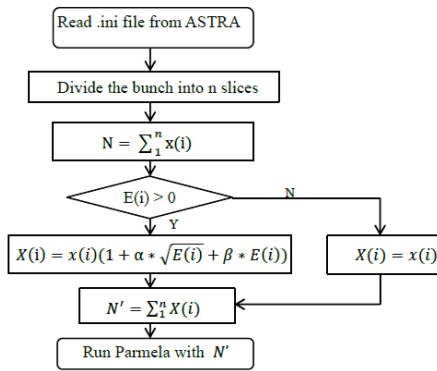 Read .ini file from ASTRA
Divide the bunch into n slices
N = ∑₁ⁿ x(i)
E(i) > 0
N
Y
X(i) = x(i)(1 + α * √E(i) + β * E(i))
X(i) = x(i)
N′ = ∑₁ⁿ X(i)
Run Parmela with N′